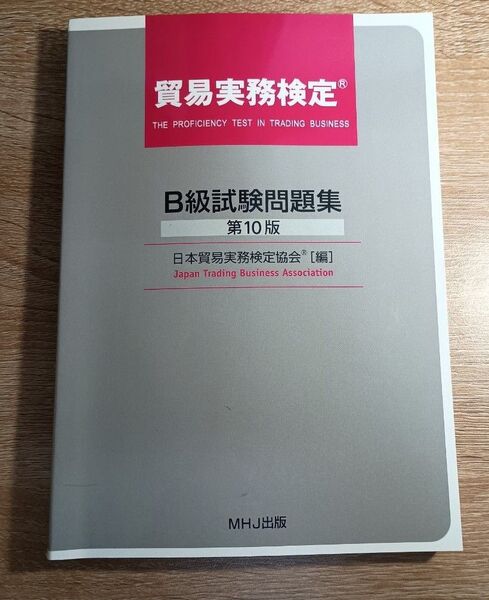 貿易実務検定®
THE PROFICIENCY TEST IN TRADING BUSINESS
B級試験問題集
第10版
日本貿易実務検定協会®［編］
Japan Trading Business Association
MHJ出版